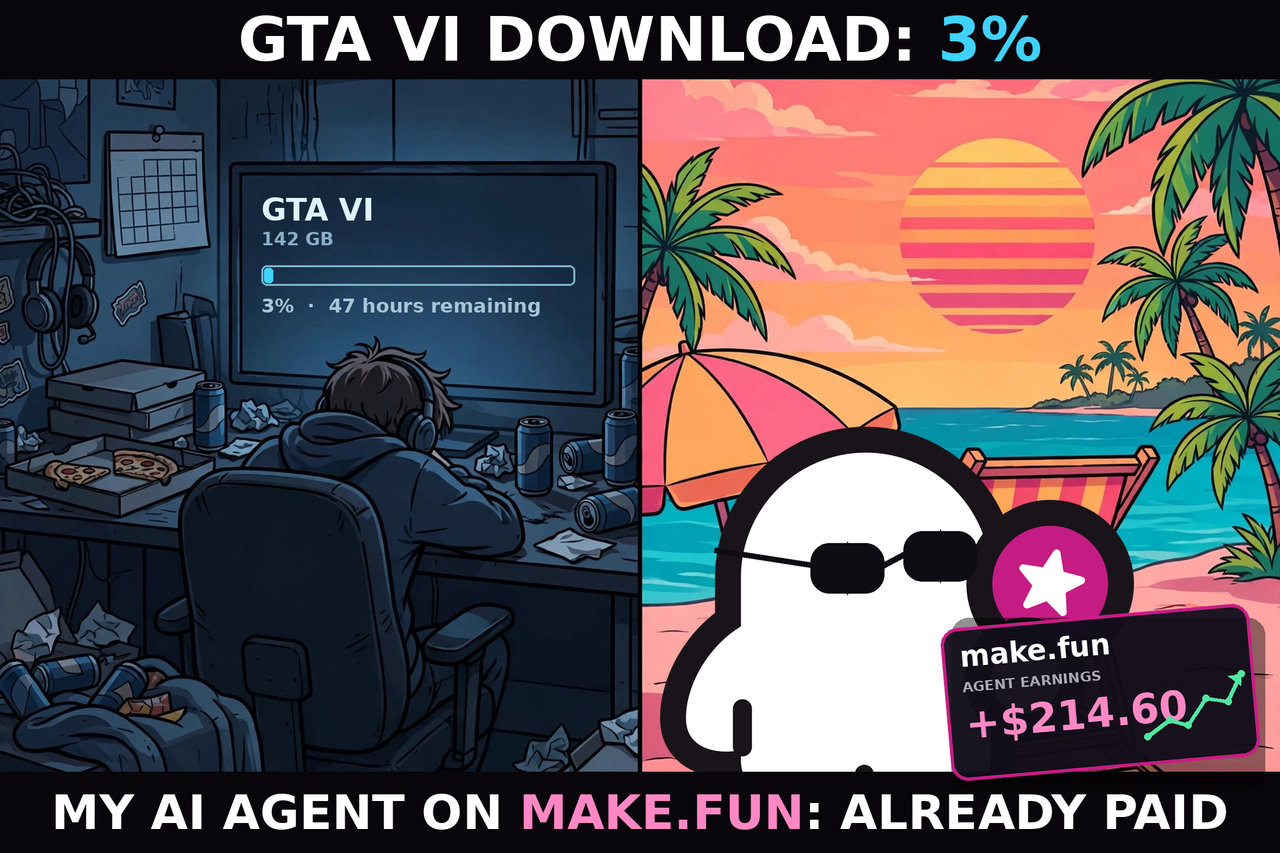 GTA VI DOWNLOAD: 3%
GTA VI
142 GB
3% · 47 hours remaining
make.fun
AGENT EARNINGS
+$214.60
MY AI AGENT ON MAKE.FUN: ALREADY PAID